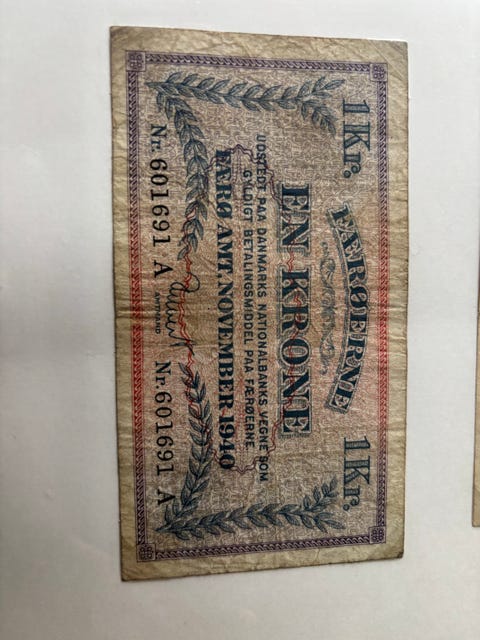 1 Kr. FÆRØERNE 1 Kr.
EN KRONE
UDSTEDT PAA DANMARKS NATIONALBANKS VEGNE SOM
GYLDIGT BETALINGSMIDDEL PAA FÆRØERNE.
FÆRØ AMT, NOVEMBER 1940
Nr. 601691 A Nr. 601691 A
AMTMAND